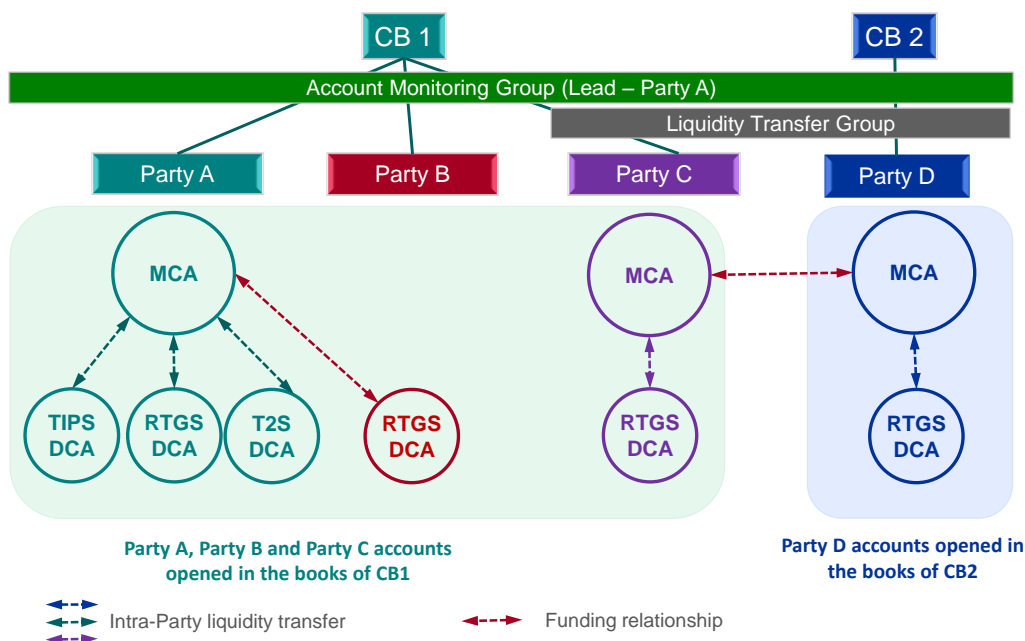 CB 1
CB 2
Account Monitoring Group (Lead – Party A)
Liquidity Transfer Group
Party A
Party B
Party C
Party D
MCA
MCA
MCA
TIPS
DCA
RTGS
DCA
T2S
DCA
RTGS
DCA
RTGS
DCA
RTGS
DCA
Party A, Party B and Party C accounts
opened in the books of CB1
Party D accounts opened in
the books of CB2
Intra-Party liquidity transfer
Funding relationship